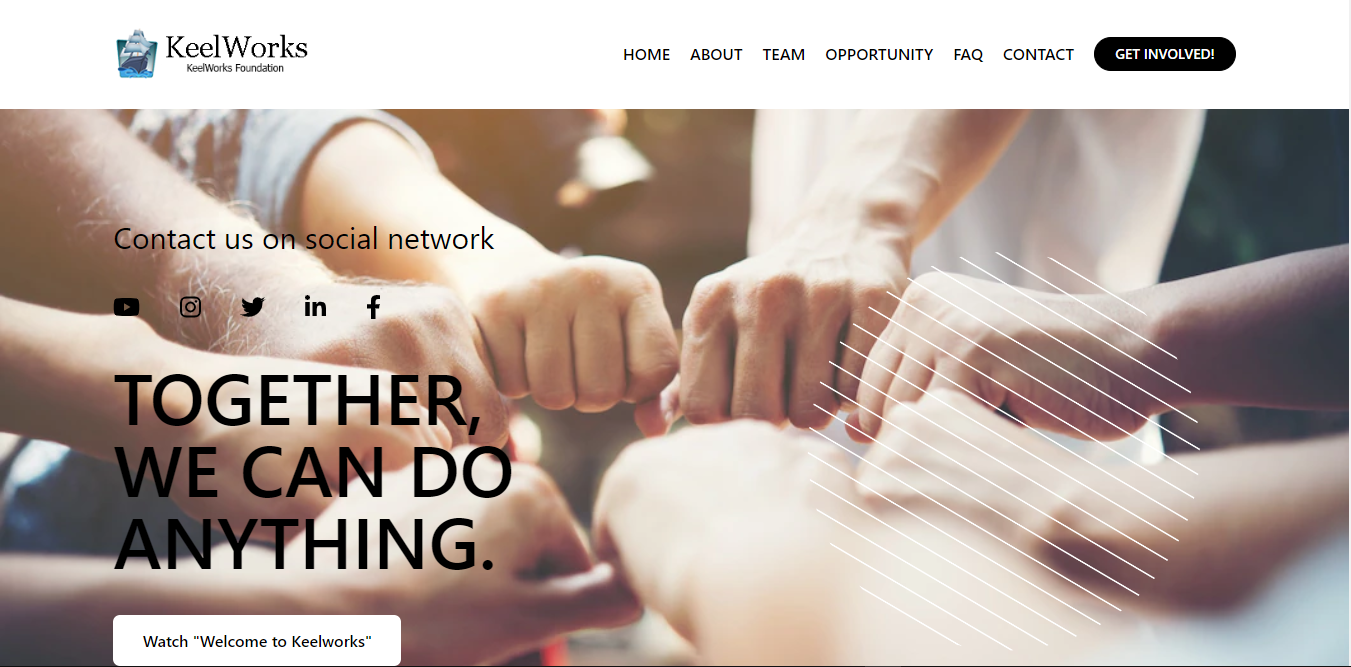 KeelWorks
KeelWorks Foundation
HOME ABOUT TEAM OPPORTUNITY FAQ CONTACT GET INVOLVED!
Contact us on social network
TOGETHER,
WE CAN DO
ANYTHING.
Watch "Welcome to Keelworks"